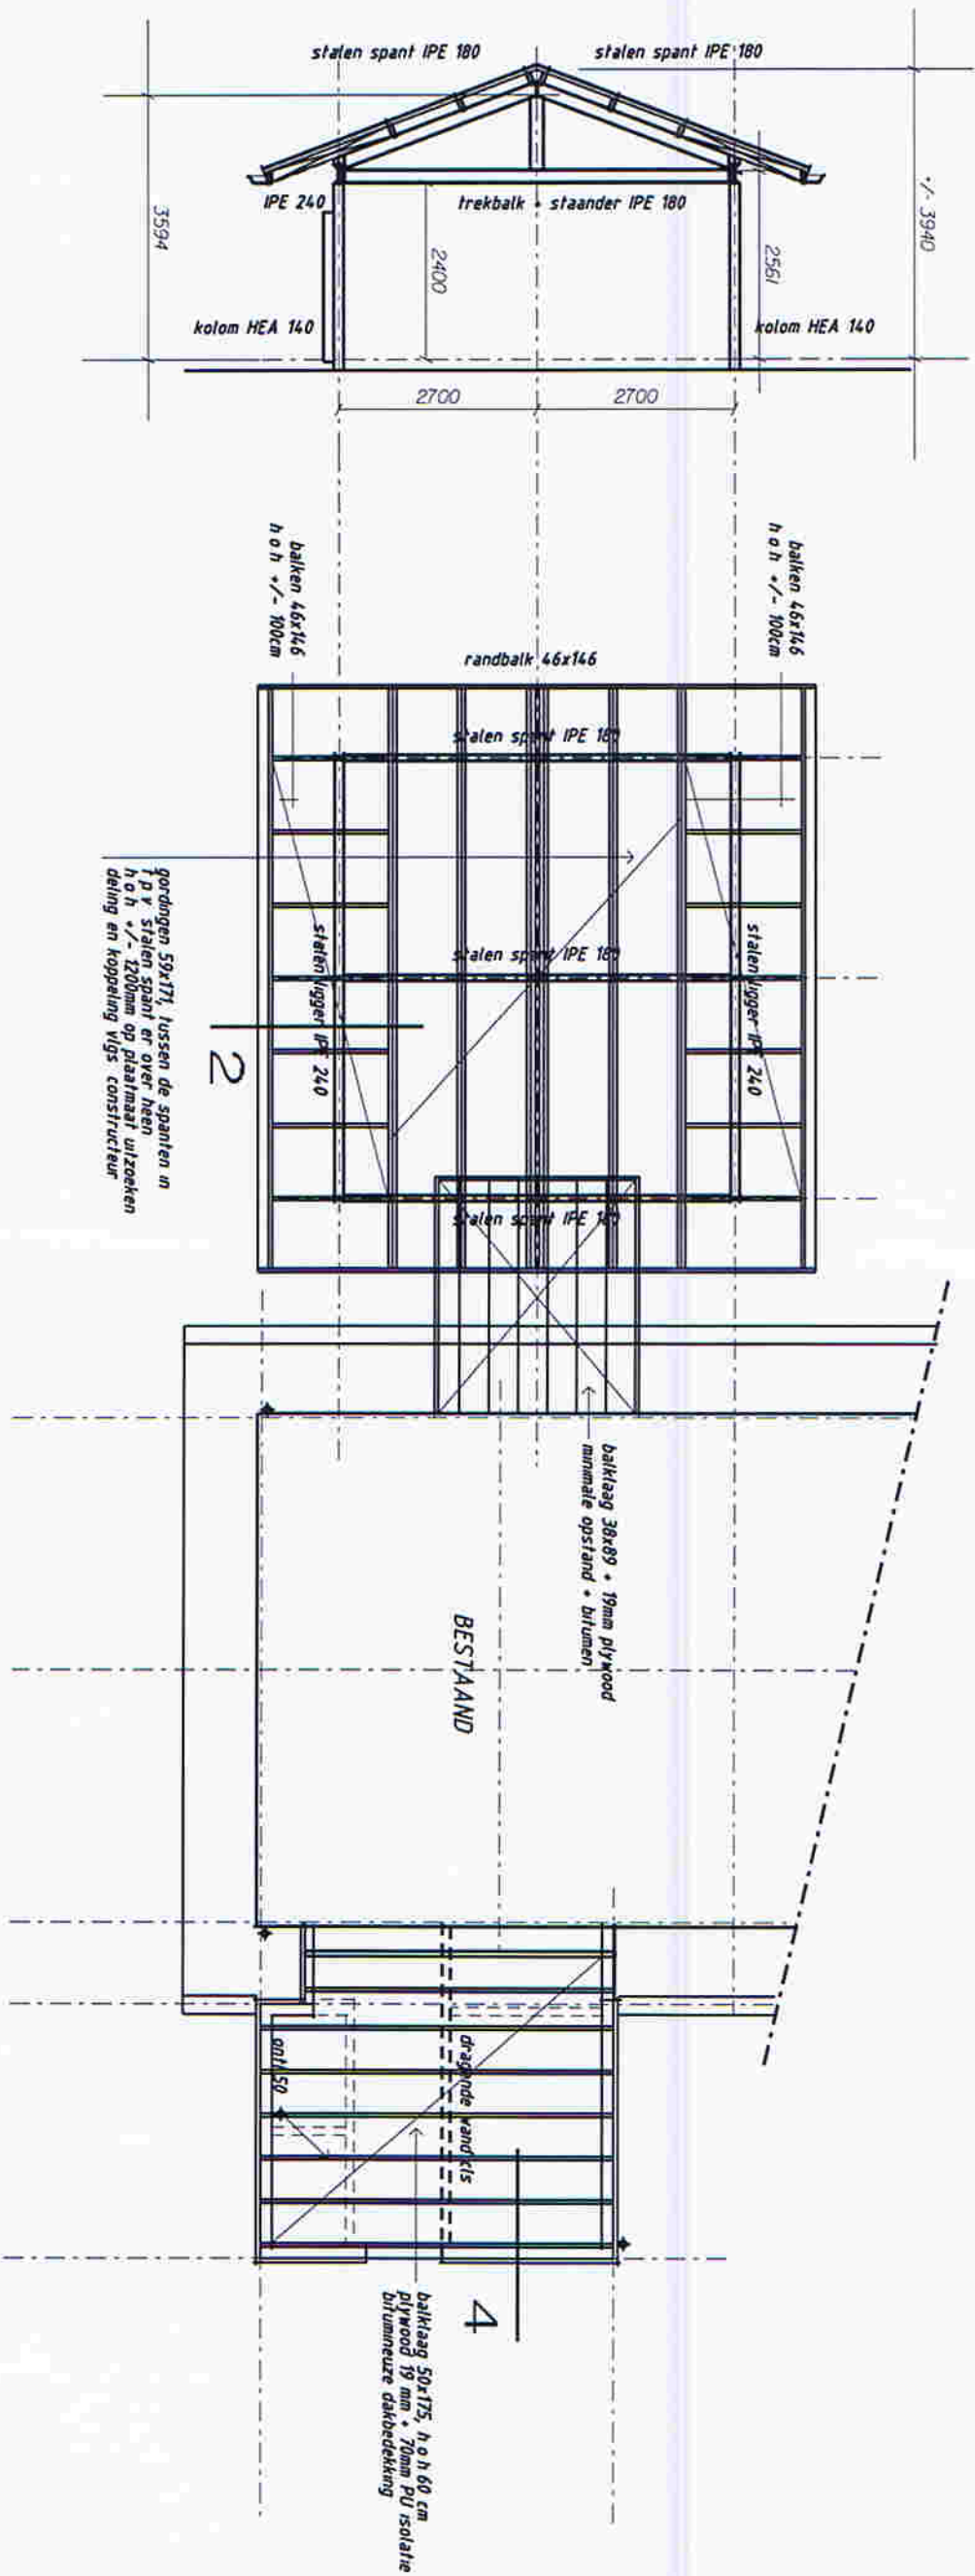 stalen spant IPE 180
stalen spant IPE 180
IPE 240
trekbalk + staander IPE 180
3594
2400
2561
+/- 3940
kolom HEA 140
kolom HEA 140
2700
2700
balken 46x146
h o h +/- 100cm
balken 46x146
h o h +/- 100cm
randbalk 46x146
stalen spant IPE 180
stalen ligger IPE 240
stalen spant IPE 180
stalen ligger IPE 240
2
gordingen 59x171, tussen de spanten in
t p v stalen spant er over heen
h o h +/- 1200mm op plaatmaat uitzoeken
deling en koppeling vlgs constructeur
stalen spant IPE 180
balklaag 38x89 + 19mm plywood
minimale opstand + bitumen
BESTAAND
ontl 50
dragende wand kls
4
balklaag 50x175, h o h 60 cm
plywood 19 mm + 70mm PU isolatie
bitumineuze dakbedekking